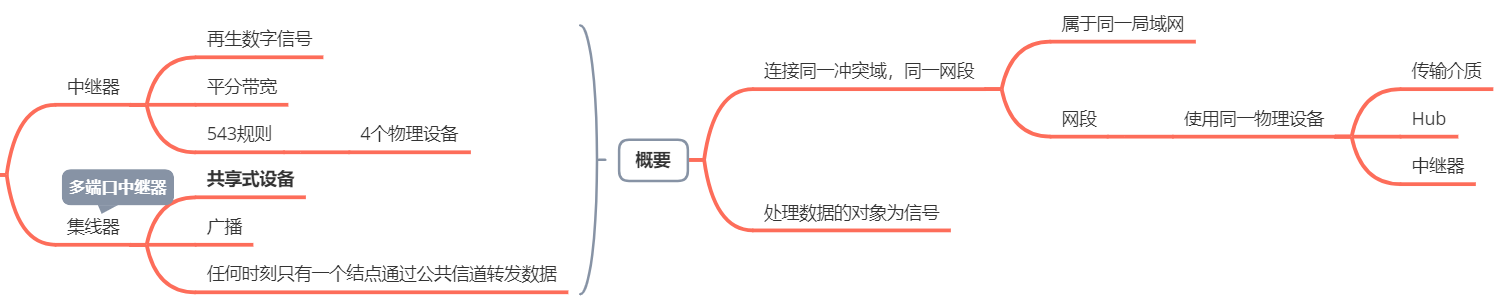 中继器
再生数字信号
平分带宽
543规则
4个物理设备
多端口中继器
集线器
共享式设备
广播
任何时刻只有一个结点通过公共信道转发数据
概要
连接同一冲突域，同一网段
属于同一局域网
网段
使用同一物理设备
传输介质
Hub
中继器
处理数据的对象为信号